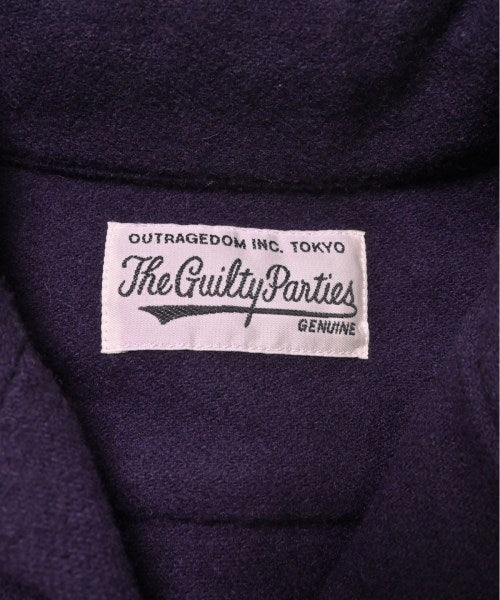 OUTRAGEDOM INC. TOKYO
The Guilty Parties
GENUINE